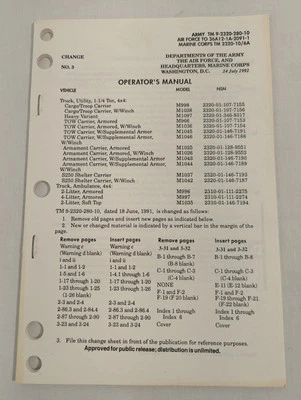 ARMY TM 9-2320-280-10
AIR FORCE TO 36A12-1A-2091-1
MARINE CORPS TM 2320-10/6A
CHANGE
NO. 3
DEPARTMENTS OF THE ARMY
THE AIR FORCE, AND
HEADQUARTERS, MARINE CORPS
WASHINGTON, D.C. 24 July 1992
OPERATOR'S MANUAL
VEHICLE MODEL NSN
Truck, Utility, 1-1/4 Ton, 4x4:
Cargo/Troop Carrier M998 2320-01-107-7155
Cargo/Troop Carrier, W/Winch M1038 2320-01-107-7156
Heavy Variant M1097 2320-01-346-9317
TOW Carrier, Armored M966 2320-01-107-7153
TOW Carrier, Armored, W/Winch M1036 2320-01-107-7154
TOW Carrier, W/Supplemental Armor M1045 2320-01-146-7191
TOW Carrier, W/Supplemental Armor, M1046 2320-01-146-7188
W/Winch
Armament Carrier, Armored M1025 2320-01-128-9551
Armament Carrier, Armored, W/Winch M1026 2320-01-128-9552
Armament Carrier, W/Supplemental Armor M1043 2320-01-146-7190
Armament Carrier, W/Supplemental Armor M1044 2320-01-146-7189
W/Winch
S250 Shelter Carrier M1037 2320-01-146-7193
S250 Shelter Carrier, W/Winch M1042 2320-01-146-7187
Truck, Ambulance, 4x4:
2-Litter, Armored M996 2310-01-111-2275
4-Litter, Armored M997 2310-01-111-2274
2-Litter, Soft Top M1035 2310-01-146-7194
TM 9-2320-280-10, dated 18 June, 1991, is changed as follows:
1. Remove old pages and insert new pages as indicated below.
2. New or changed material is indicated by a vertical bar in the margin of the
page.
Remove pages Insert pages Remove pages Insert pages
Warning c Warning c 3-31 and 3-32 3-31 and 3-32
(Warning d blank) (Warning d blank) B-1 through B-7 B-1 through B-7
i and ii i and ii (B-8 blank)
1-1 and 1-2 1-1 and 1-2 C-1 through C-3 C-1 through C-3
1-5 and 1-6 1-4.1 through 1-6 (C-4 blank) (C-4 blank)
1-17 through 1-20 1-17 through 1-20 NONE E-11 (E-12 blank)
1-23 through 1-25 1-23 through 1-26 F-1 and F-2 F-1 and F-2
(1-26 blank) F-19 (F-20 blank) F-19 through F-21
2-3 and 2-4 2-3 and 2-4 (F-22 blank)
2-86.3 and 2-84.4 2-86.3 and 2-86.4 Index 1 through Index 1 through
2-87 through 2-90 2-87 through 2-90 Index 6 Index 6
3-23 and 3-24 3-23 and 3-24 Cover Cover
3. File this change sheet in front of the publication for reference purposes.
Approved for public release; distribution is unlimited.